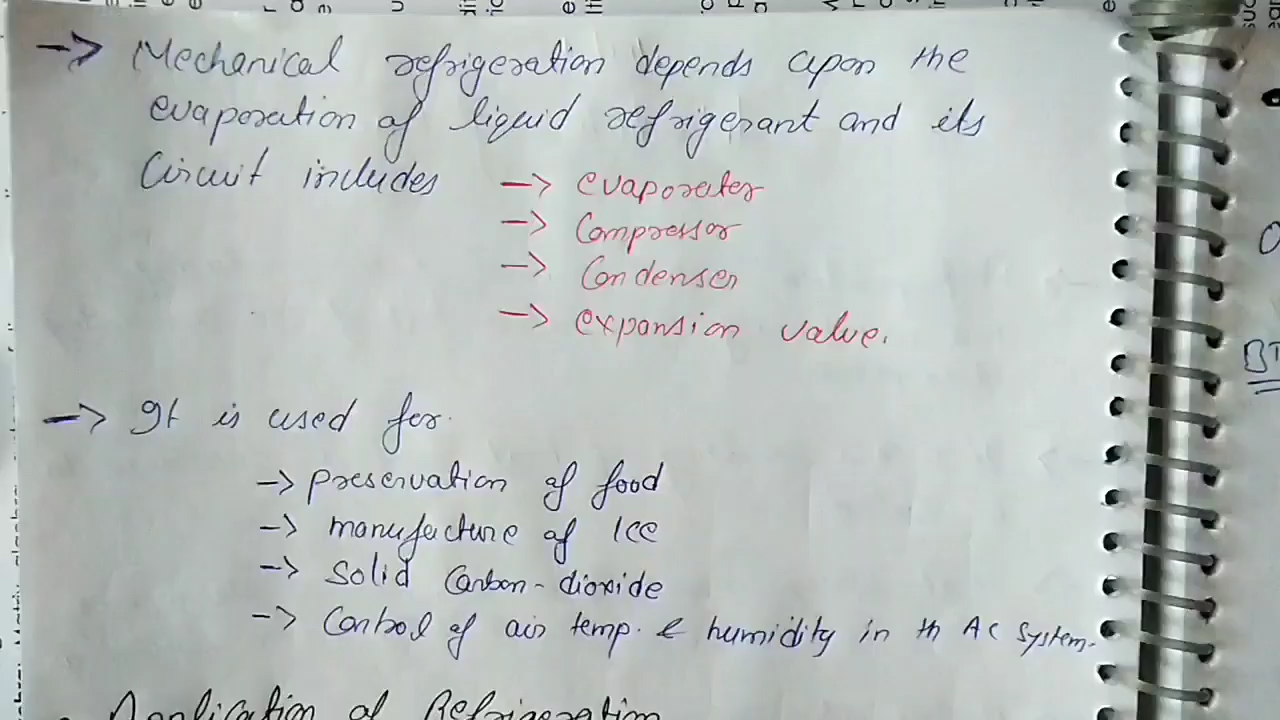 -> Mechanical refrigeration depends upon the
evaporation of liquid refrigerant and its
Circuit includes -> evaporater
-> Compressor
-> Condenser
-> expansion value.
-> It is used for.
-> preservation of food
-> manufacture of Ice
-> Solid Carbon-dioxide
-> Control of air temp. & humidity in th AC System.
• Application of Refrigeration